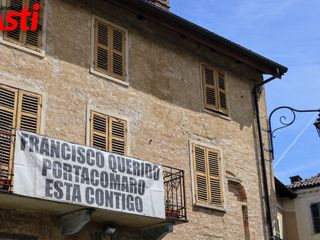 Asti
FRANCISCO QUERIDO
PORTACOMARO
ESTA CONTIGO